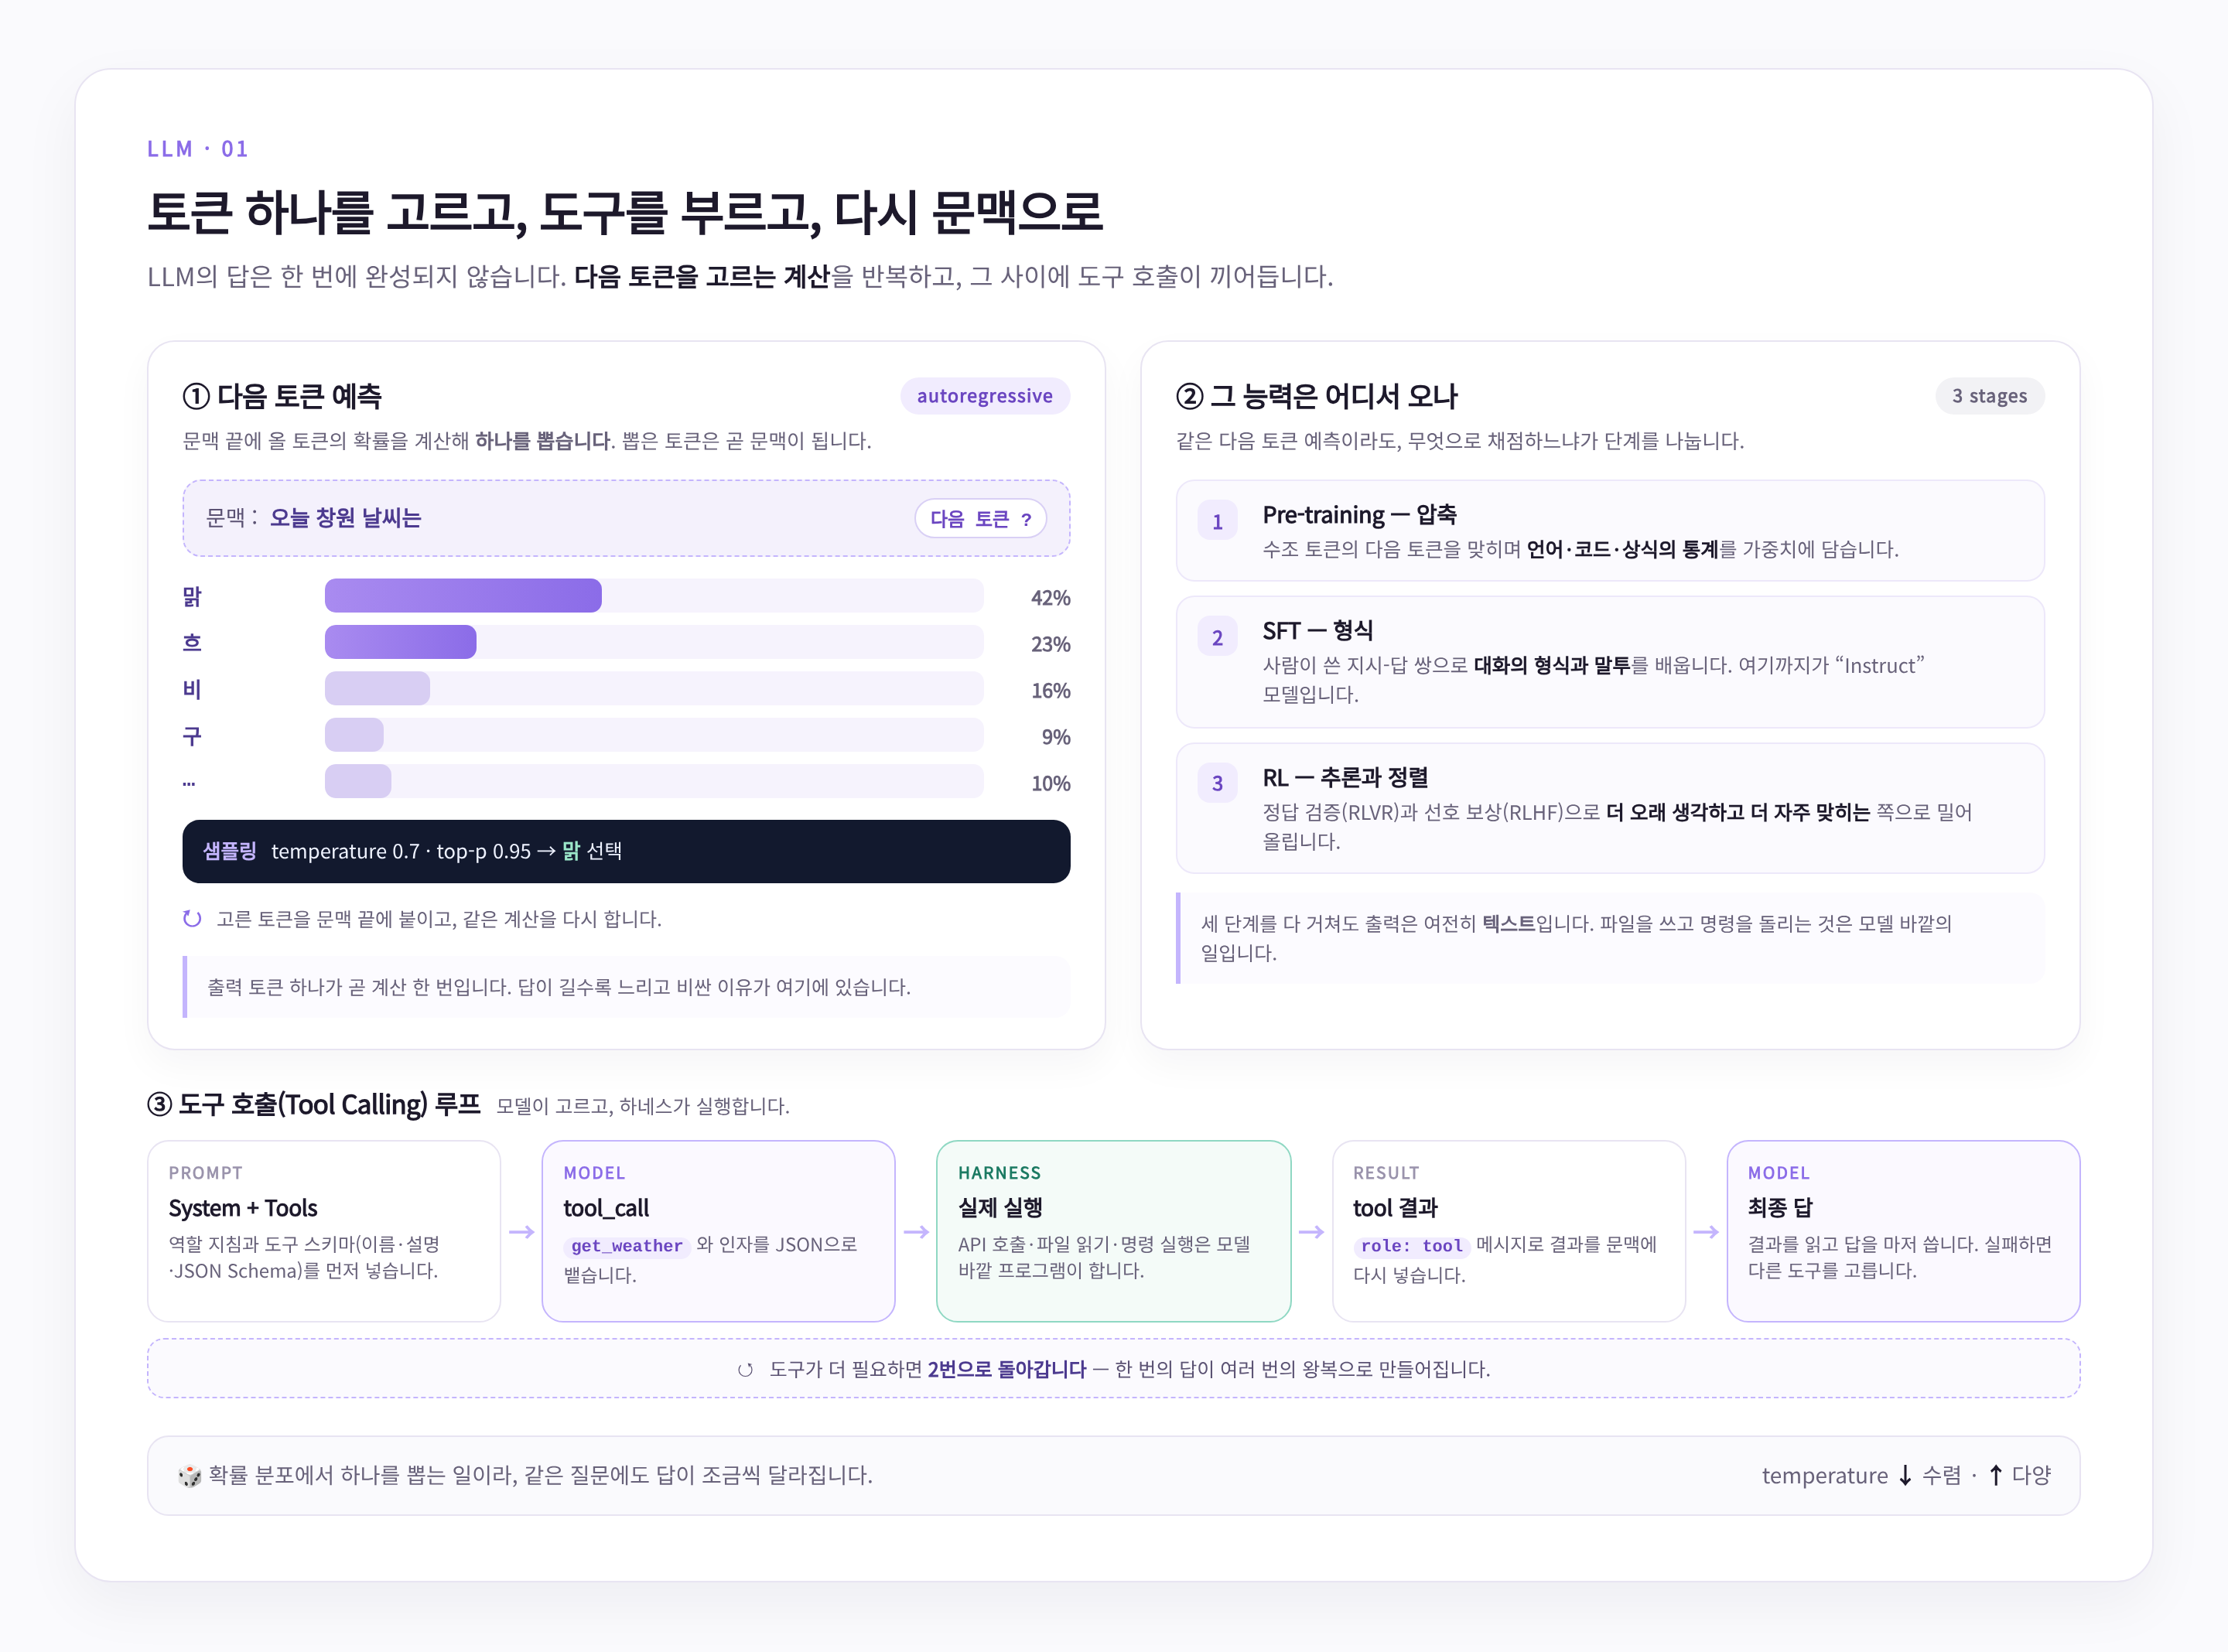 LLM · 01
토큰 하나를 고르고, 도구를 부르고, 다시 문맥으로
LLM의 답은 한 번에 완성되지 않습니다. 다음 토큰을 고르는 계산을 반복하고, 그 사이에 도구 호출이 끼어듭니다.
① 다음 토큰 예측
autoregressive
문맥 끝에 올 토큰의 확률을 계산해 하나를 뽑습니다. 뽑은 토큰은 곧 문맥이 됩니다.
문맥 : 오늘 창원 날씨는
다음 토큰 ?
맑 42%
흐 23%
비 16%
구 9%
… 10%
샘플링 temperature 0.7 · top-p 0.95 → 맑 선택
↻ 고른 토큰을 문맥 끝에 붙이고, 같은 계산을 다시 합니다.
출력 토큰 하나가 곧 계산 한 번입니다. 답이 길수록 느리고 비싼 이유가 여기에 있습니다.
② 그 능력은 어디서 오나
3 stages
같은 다음 토큰 예측이라도, 무엇으로 채점하느냐가 단계를 나눕니다.
1 Pre-training — 압축
수조 토큰의 다음 토큰을 맞히며 언어·코드·상식의 통계를 가중치에 담습니다.
2 SFT — 형식
사람이 쓴 지시-답 쌍으로 대화의 형식과 말투를 배웁니다. 여기까지가 “Instruct”
모델입니다.
3 RL — 추론과 정렬
정답 검증(RLVR)과 선호 보상(RLHF)으로 더 오래 생각하고 더 자주 맞히는 쪽으로 밀어
올립니다.
세 단계를 다 거쳐도 출력은 여전히 텍스트입니다. 파일을 쓰고 명령을 돌리는 것은 모델 바깥의
일입니다.
③ 도구 호출(Tool Calling) 루프 모델이 고르고, 하네스가 실행합니다.
PROMPT
System + Tools
역할 지침과 도구 스키마(이름·설명
·JSON Schema)를 먼저 넣습니다.
→
MODEL
tool_call
get_weather 와 인자를 JSON으로
뱉습니다.
→
HARNESS
실제 실행
API 호출·파일 읽기·명령 실행은 모델
바깥 프로그램이 합니다.
→
RESULT
tool 결과
role: tool 메시지로 결과를 문맥에
다시 넣습니다.
→
MODEL
최종 답
결과를 읽고 답을 마저 씁니다. 실패하면
다른 도구를 고릅니다.
↻ 도구가 더 필요하면 2번으로 돌아갑니다 — 한 번의 답이 여러 번의 왕복으로 만들어집니다.
🎲 확률 분포에서 하나를 뽑는 일이라, 같은 질문에도 답이 조금씩 달라집니다.
temperature ↓ 수렴 · ↑ 다양